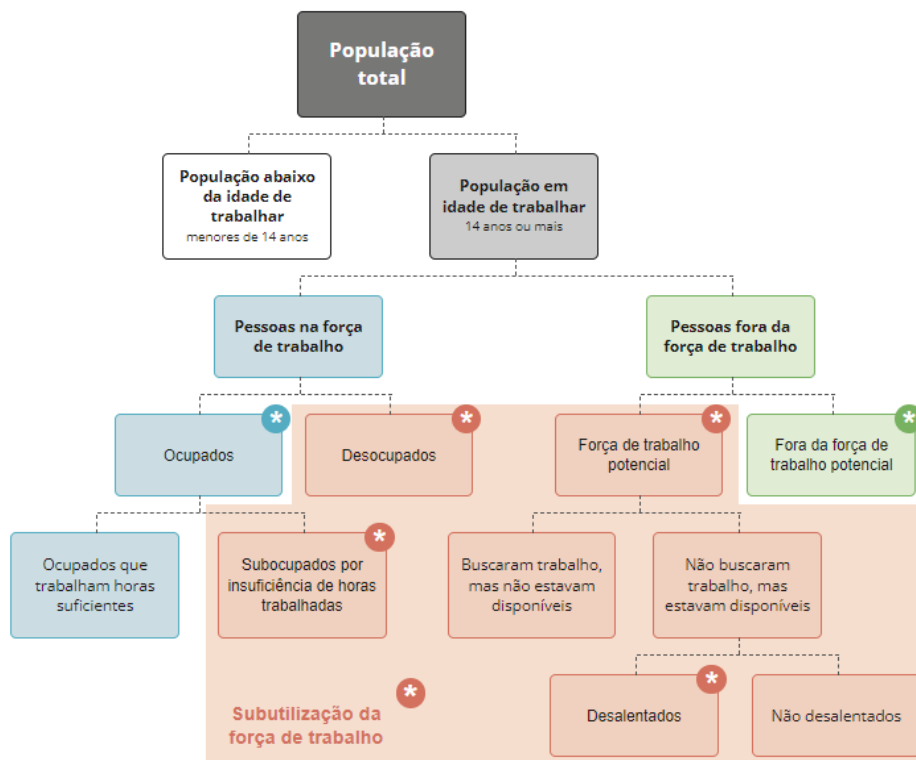 População
total
População abaixo
da idade de
trabalhar
menores de 14 anos
População em
idade de trabalhar
14 anos ou mais
Pessoas na força
de trabalho
Pessoas fora da
força de trabalho
*
Ocupados
*
Desocupados
*
Força de trabalho
potencial
*
Fora da força de
trabalho potencial
Ocupados que
trabalham horas
suficientes
*
Subocupados por
insuficiência de horas
trabalhadas
Buscaram trabalho,
mas não estavam
disponíveis
Não buscaram
trabalho, mas
estavam disponíveis
*
Subutilização da
força de trabalho
*
Desalentados
Não desalentados